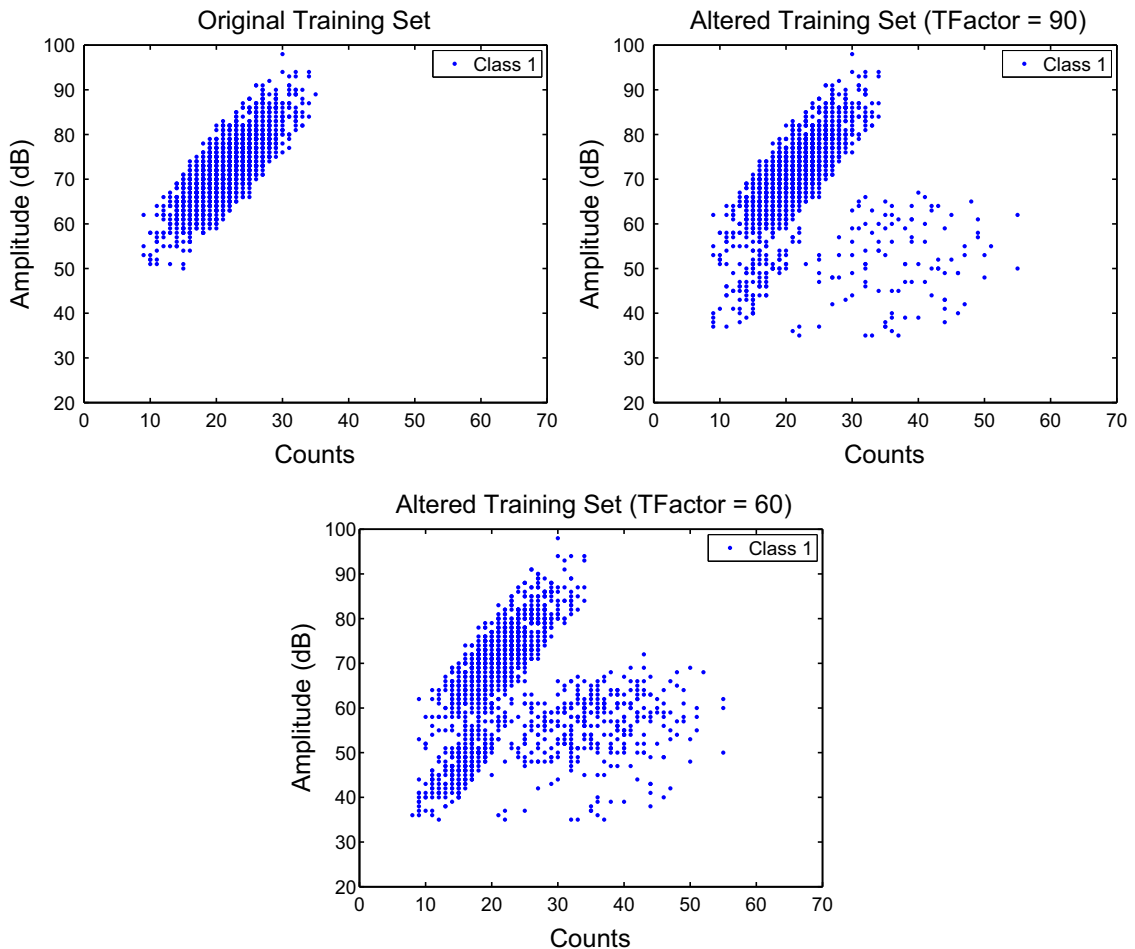 Original Training Set
Class 1
100
90
80
70
60
50
40
30
20
Amplitude (dB)
0 10 20 30 40 50 60 70
Counts
Altered Training Set (TFactor = 90)
Class 1
100
90
80
70
60
50
40
30
20
Amplitude (dB)
0 10 20 30 40 50 60 70
Counts
Altered Training Set (TFactor = 60)
Class 1
100
90
80
70
60
50
40
30
20
Amplitude (dB)
0 10 20 30 40 50 60 70
Counts